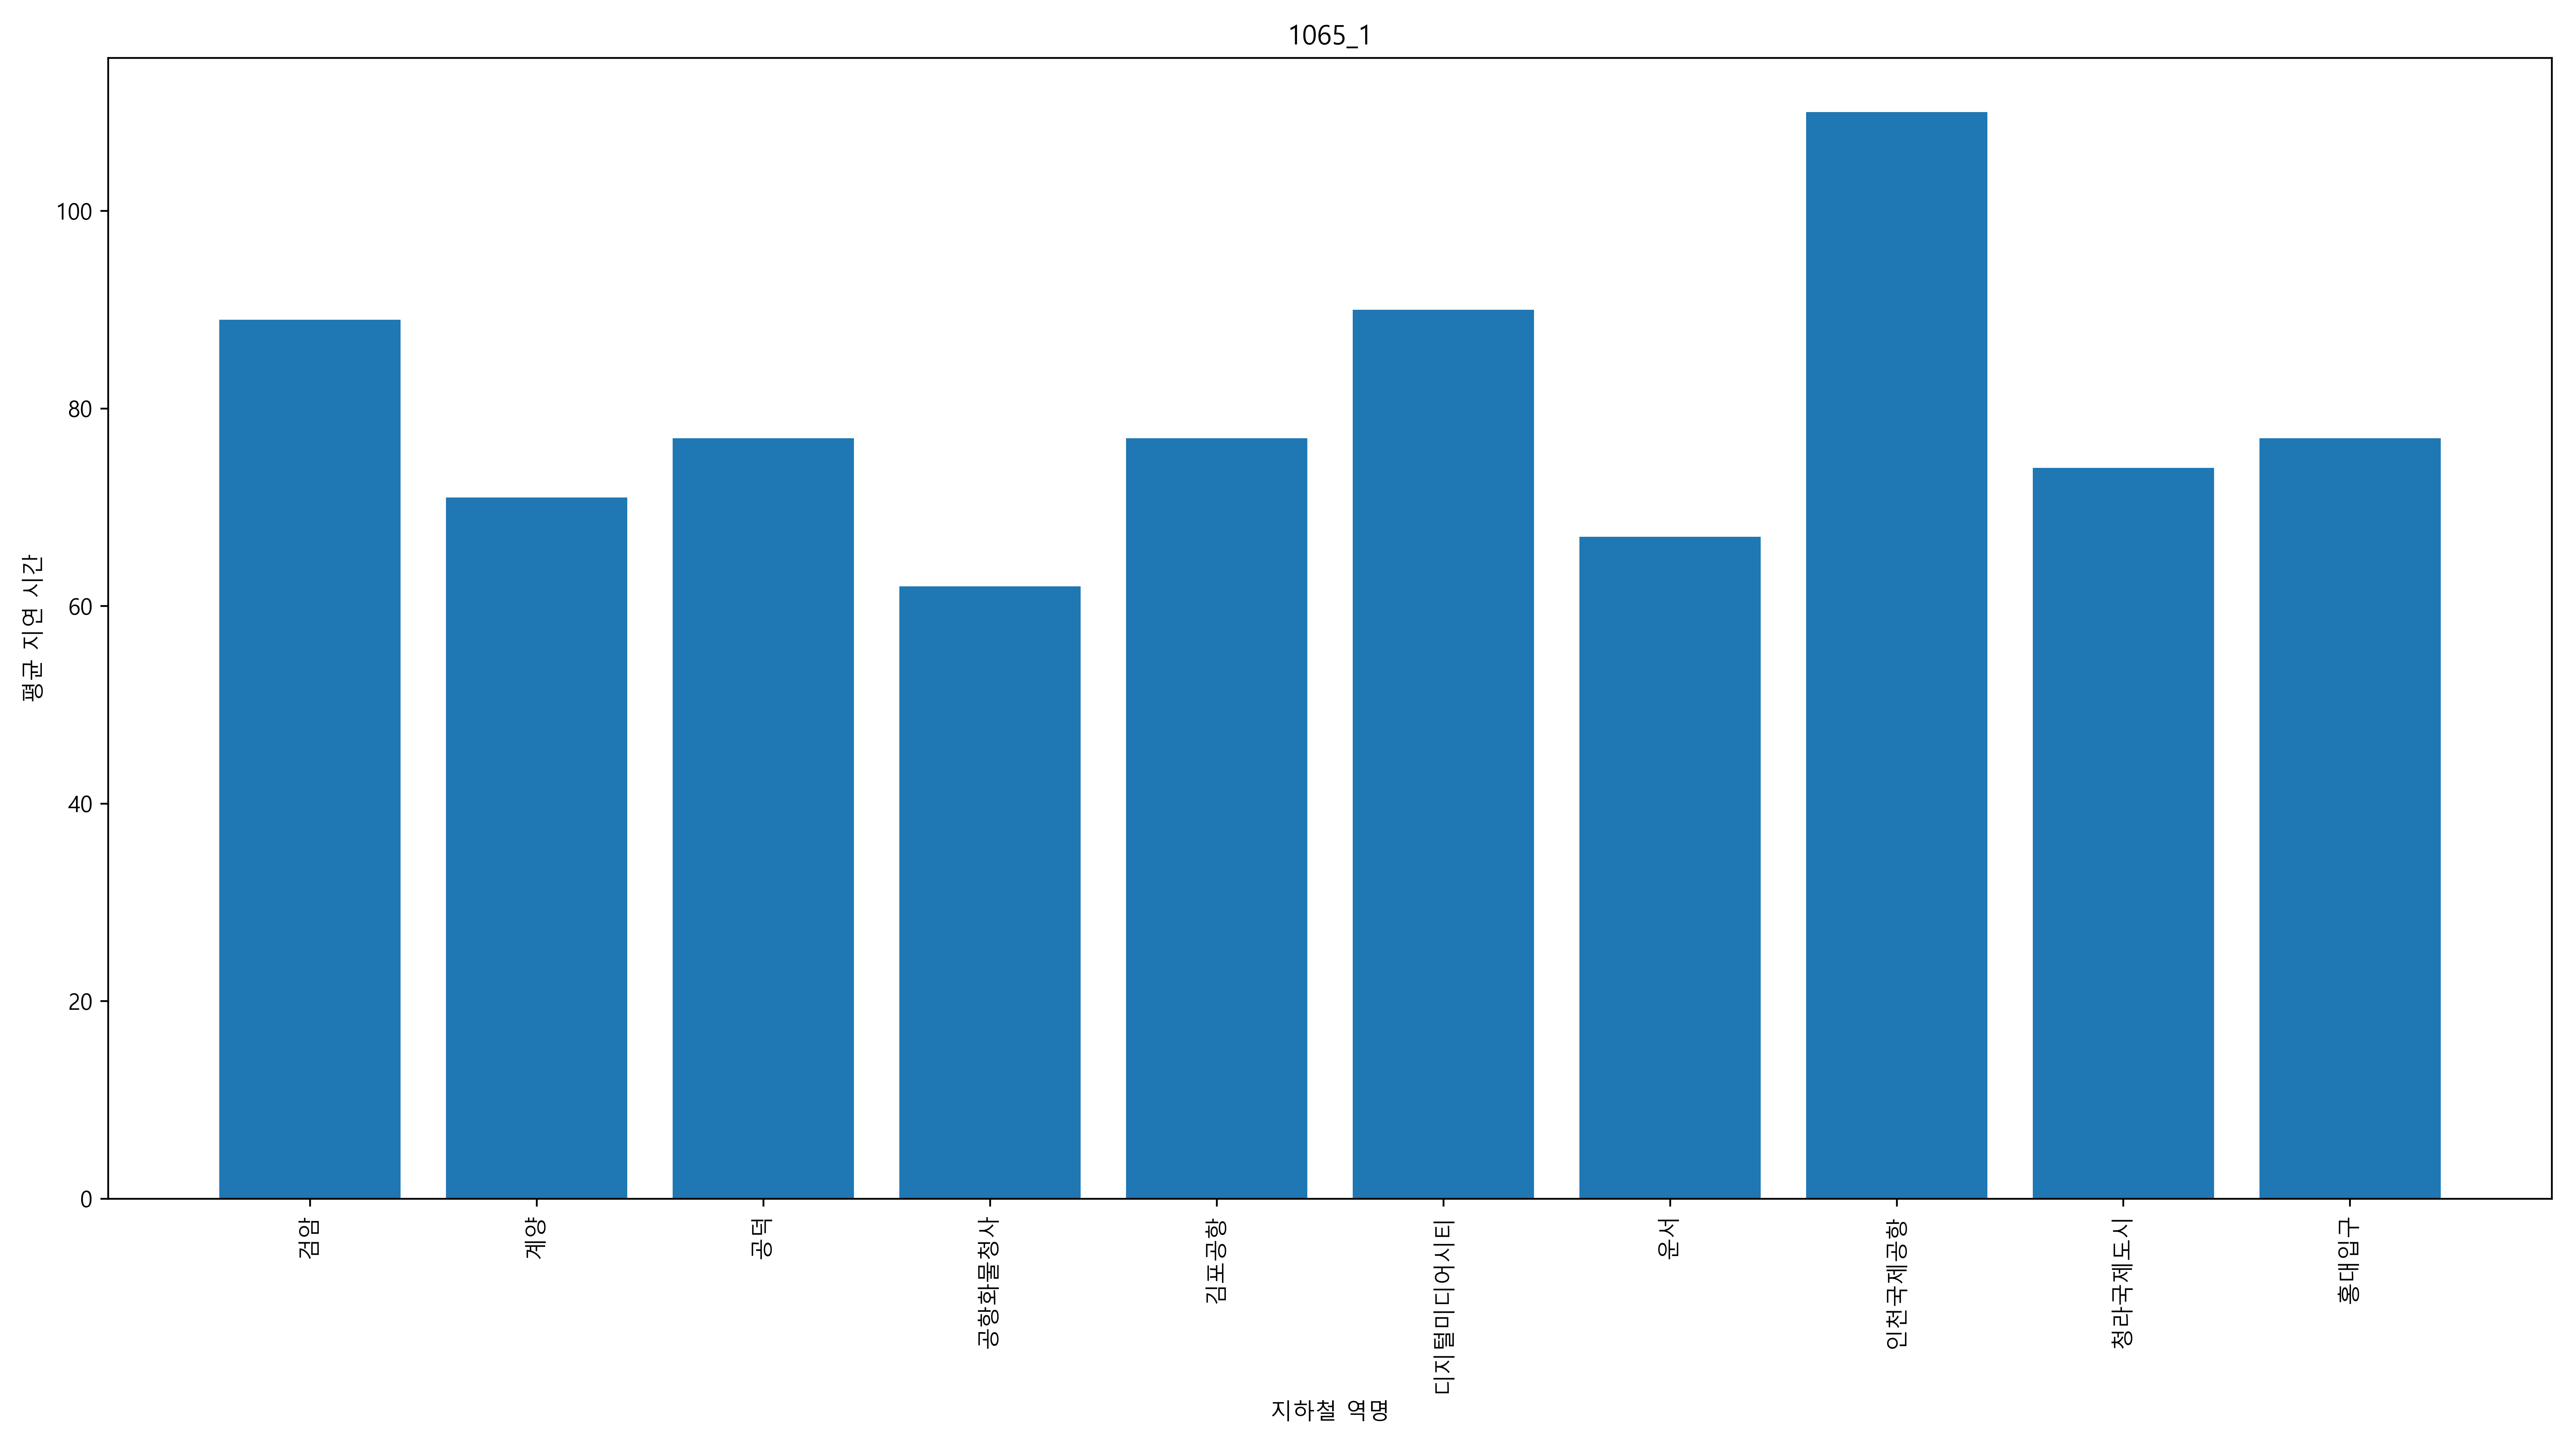 1065_1
평균 지연 시간
100
80
60
40
20
0
검암
계양
공덕
공항화물청사
김포공항
디지털미디어시티
운서
인천국제공항
청라국제도시
홍대입구
지하철 역명